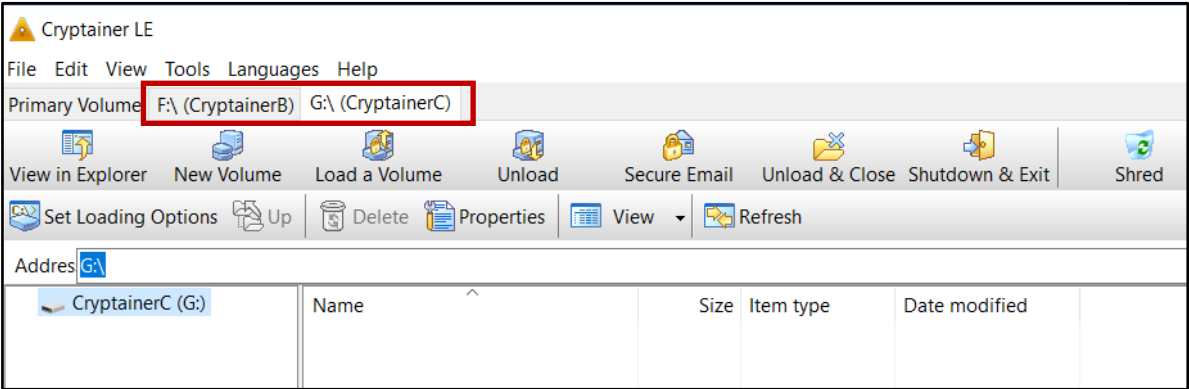 Cryptainer LE
File Edit View Tools Languages Help
Primary Volume F:\ (CryptainerB) G:\ (CryptainerC)
View in Explorer New Volume Load a Volume Unload Secure Email Unload & Close Shutdown & Exit Shred
Set Loading Options Up Delete Properties View Refresh
Addres G:\
CryptainerC (G:) Name Size Item type Date modified